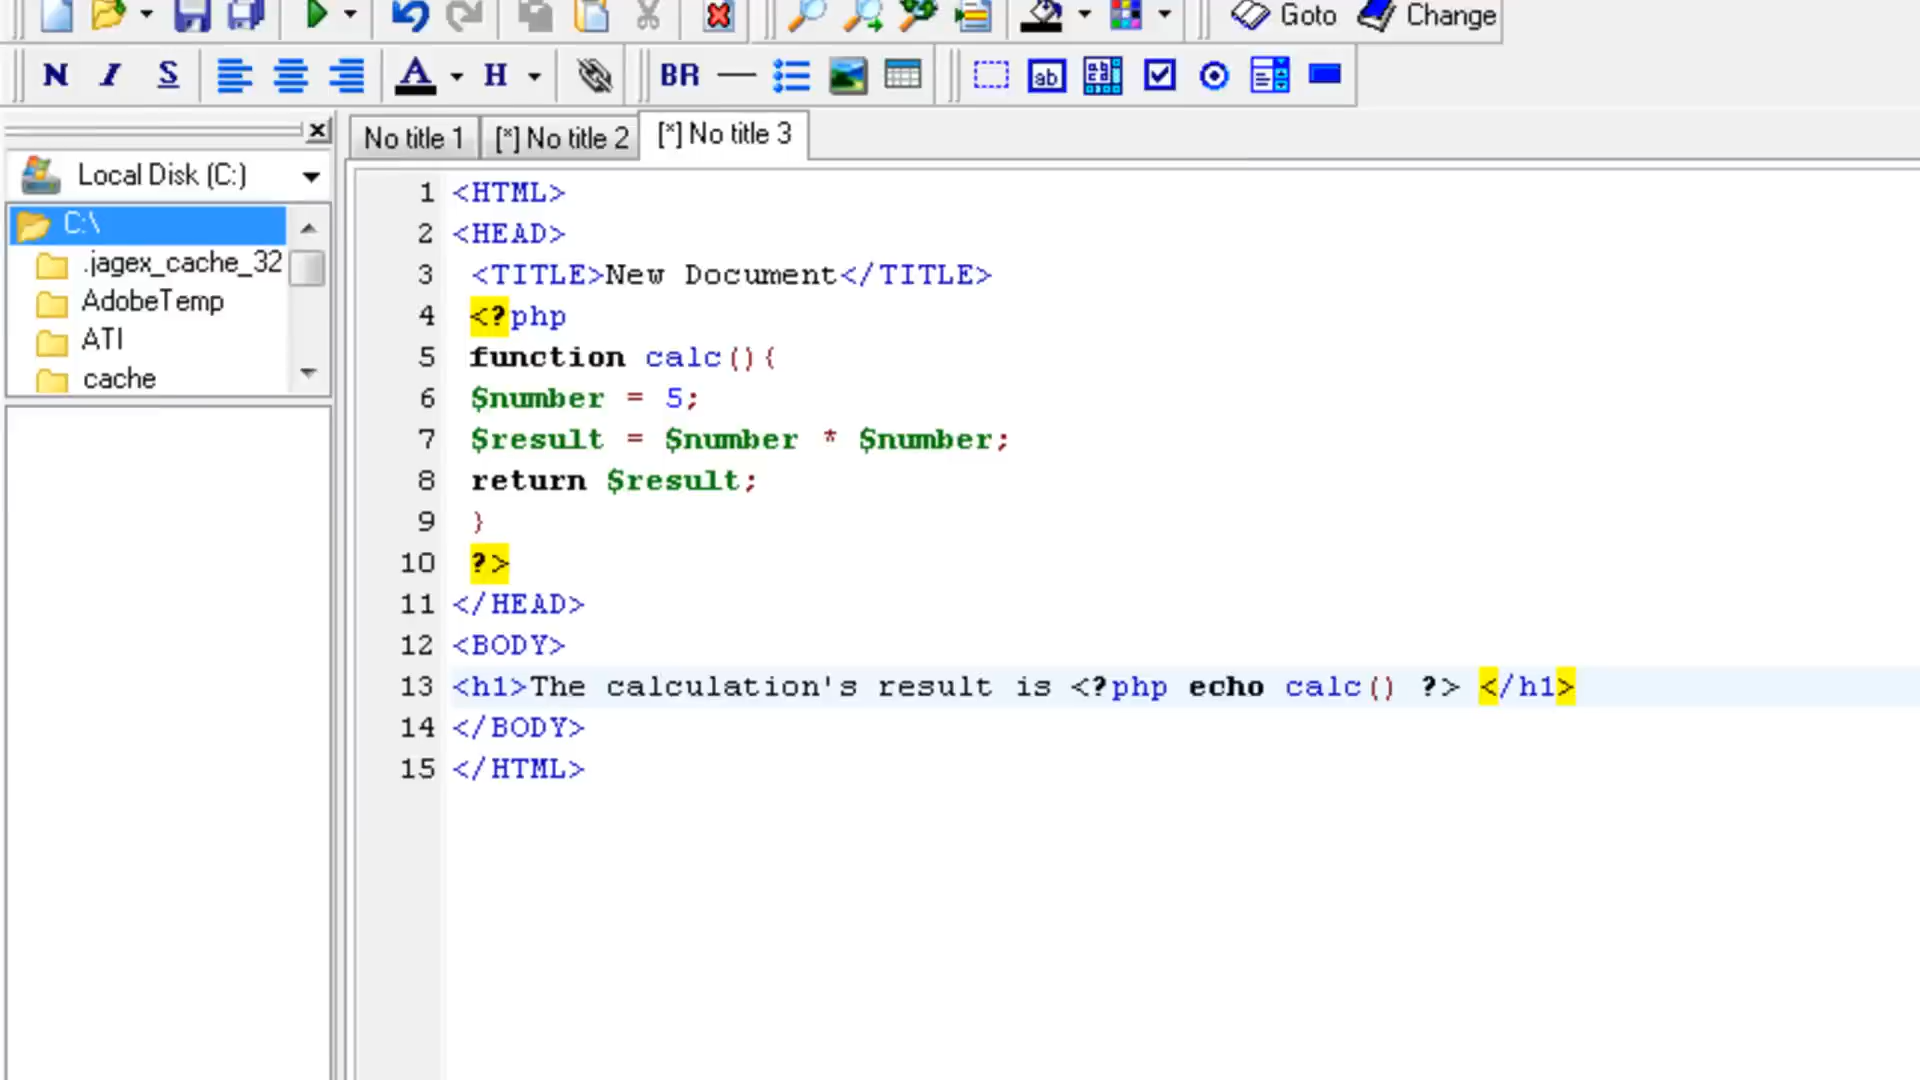 Goto Change
N I S A H BR ab
No title 1 [*] No title 2 [*] No title 3
Local Disk (C:)
C:\
.jagex_cache_32
AdobeTemp
ATI
cache
1 <HTML>
2 <HEAD>
3 <TITLE>New Document</TITLE>
4 <?php
5 function calc(){
6 $number = 5;
7 $result = $number * $number;
8 return $result;
9 }
10 ?>
11 </HEAD>
12 <BODY>
13 <h1>The calculation's result is <?php echo calc() ?> </h1>
14 </BODY>
15 </HTML>